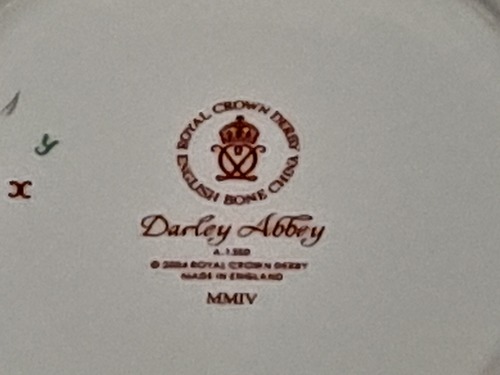 ROYAL CROWN DERBY
ENGLISH BONE CHINA
Darley Abbey
© 2004 ROYAL CROWN DERBY
MADE IN ENGLAND
MMIV
y
x